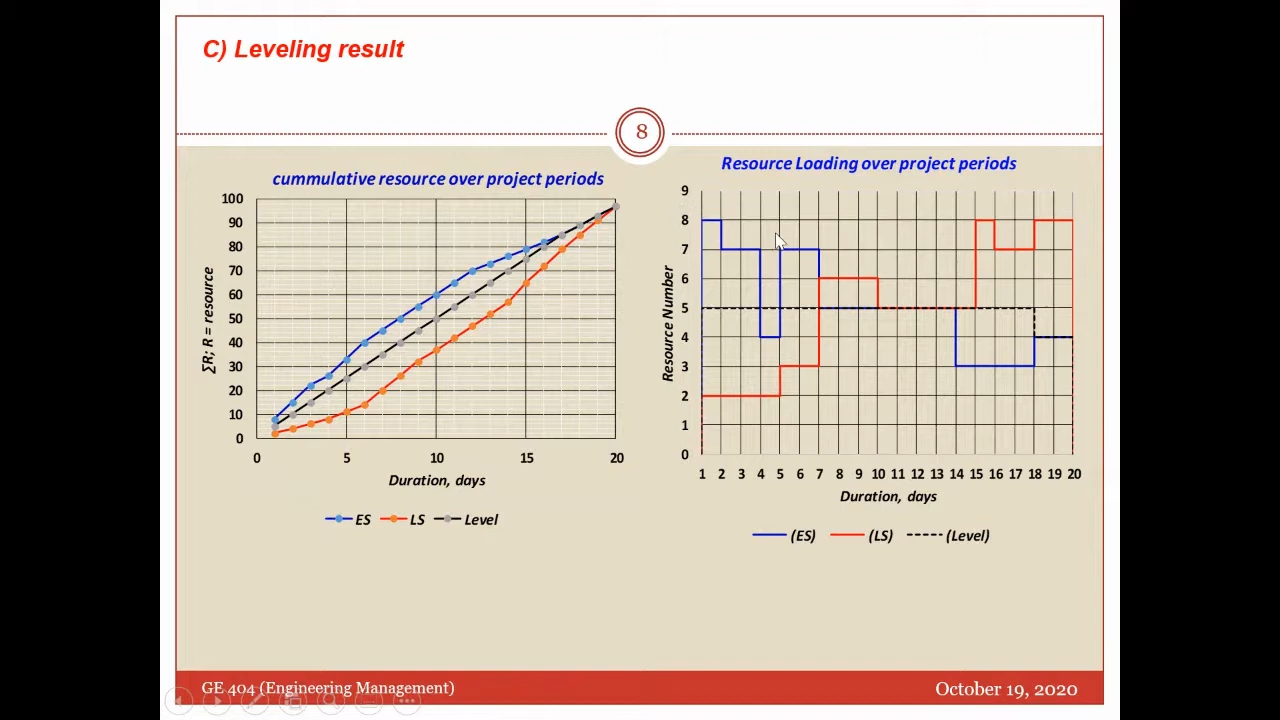 C) Leveling result
8
cummulative resource over project periods
100
90
80
70
60
50
40
30
20
10
0
∑R; R = resource
0 5 10 15 20
Duration, days
ES LS Level
Resource Loading over project periods
9
8
7
6
5
4
3
2
1
0
Resource Number
1 2 3 4 5 6 7 8 9 10 11 12 13 14 15 16 17 18 19 20
Duration, days
(ES) (LS) (Level)
GE 404 (Engineering Management)
October 19, 2020